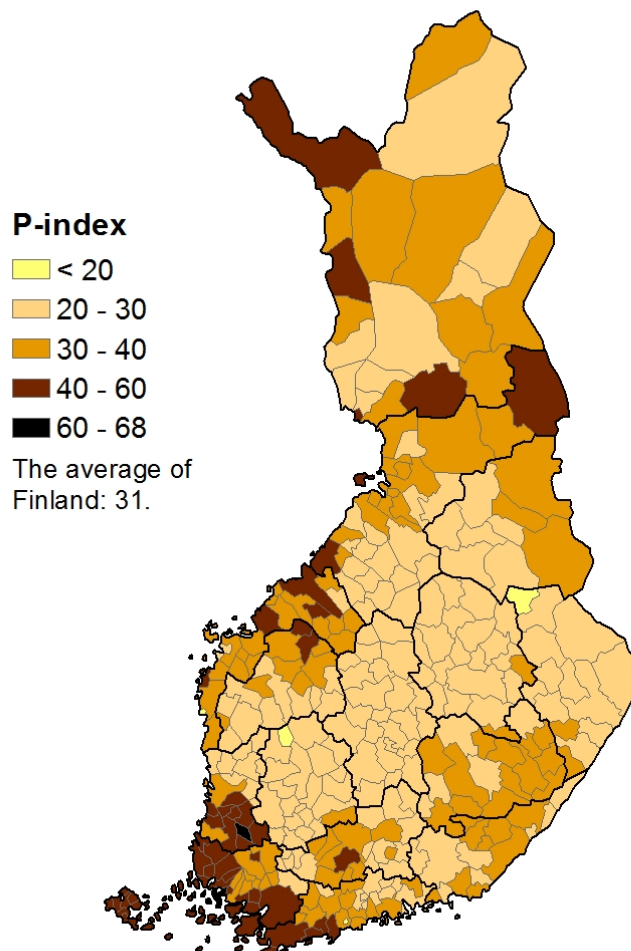 P-index
< 20
20 - 30
30 - 40
40 - 60
60 - 68
The average of
Finland: 31.